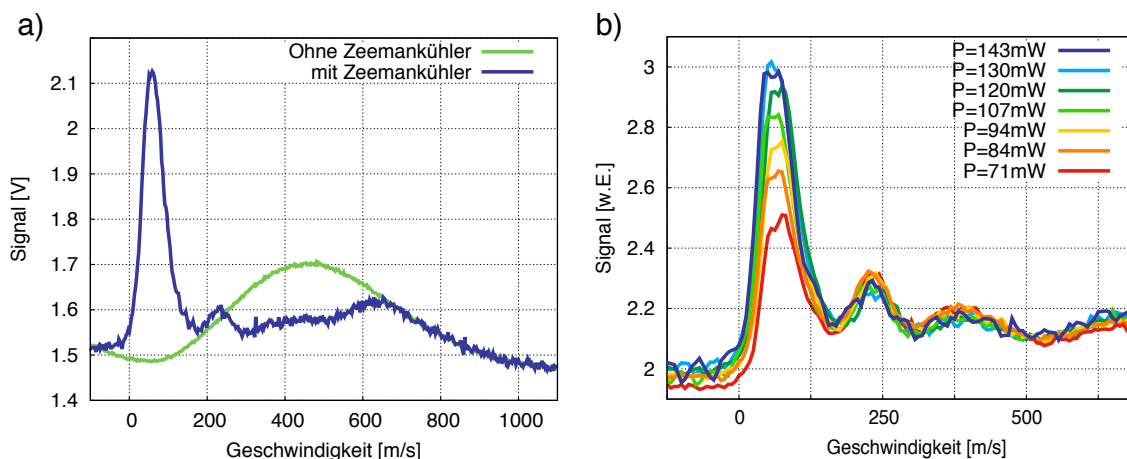 a)
Ohne Zeemankühler
mit Zeemankühler
2.1
2
1.9
1.8
1.7
1.6
1.5
1.4
Signal [V]
0 200 400 600 800 1000
Geschwindigkeit [m/s]
b)
P=143mW
P=130mW
P=120mW
P=107mW
P=94mW
P=84mW
P=71mW
3
2.8
2.6
2.4
2.2
2
Signal [w.E.]
0 250 500
Geschwindigkeit [m/s]